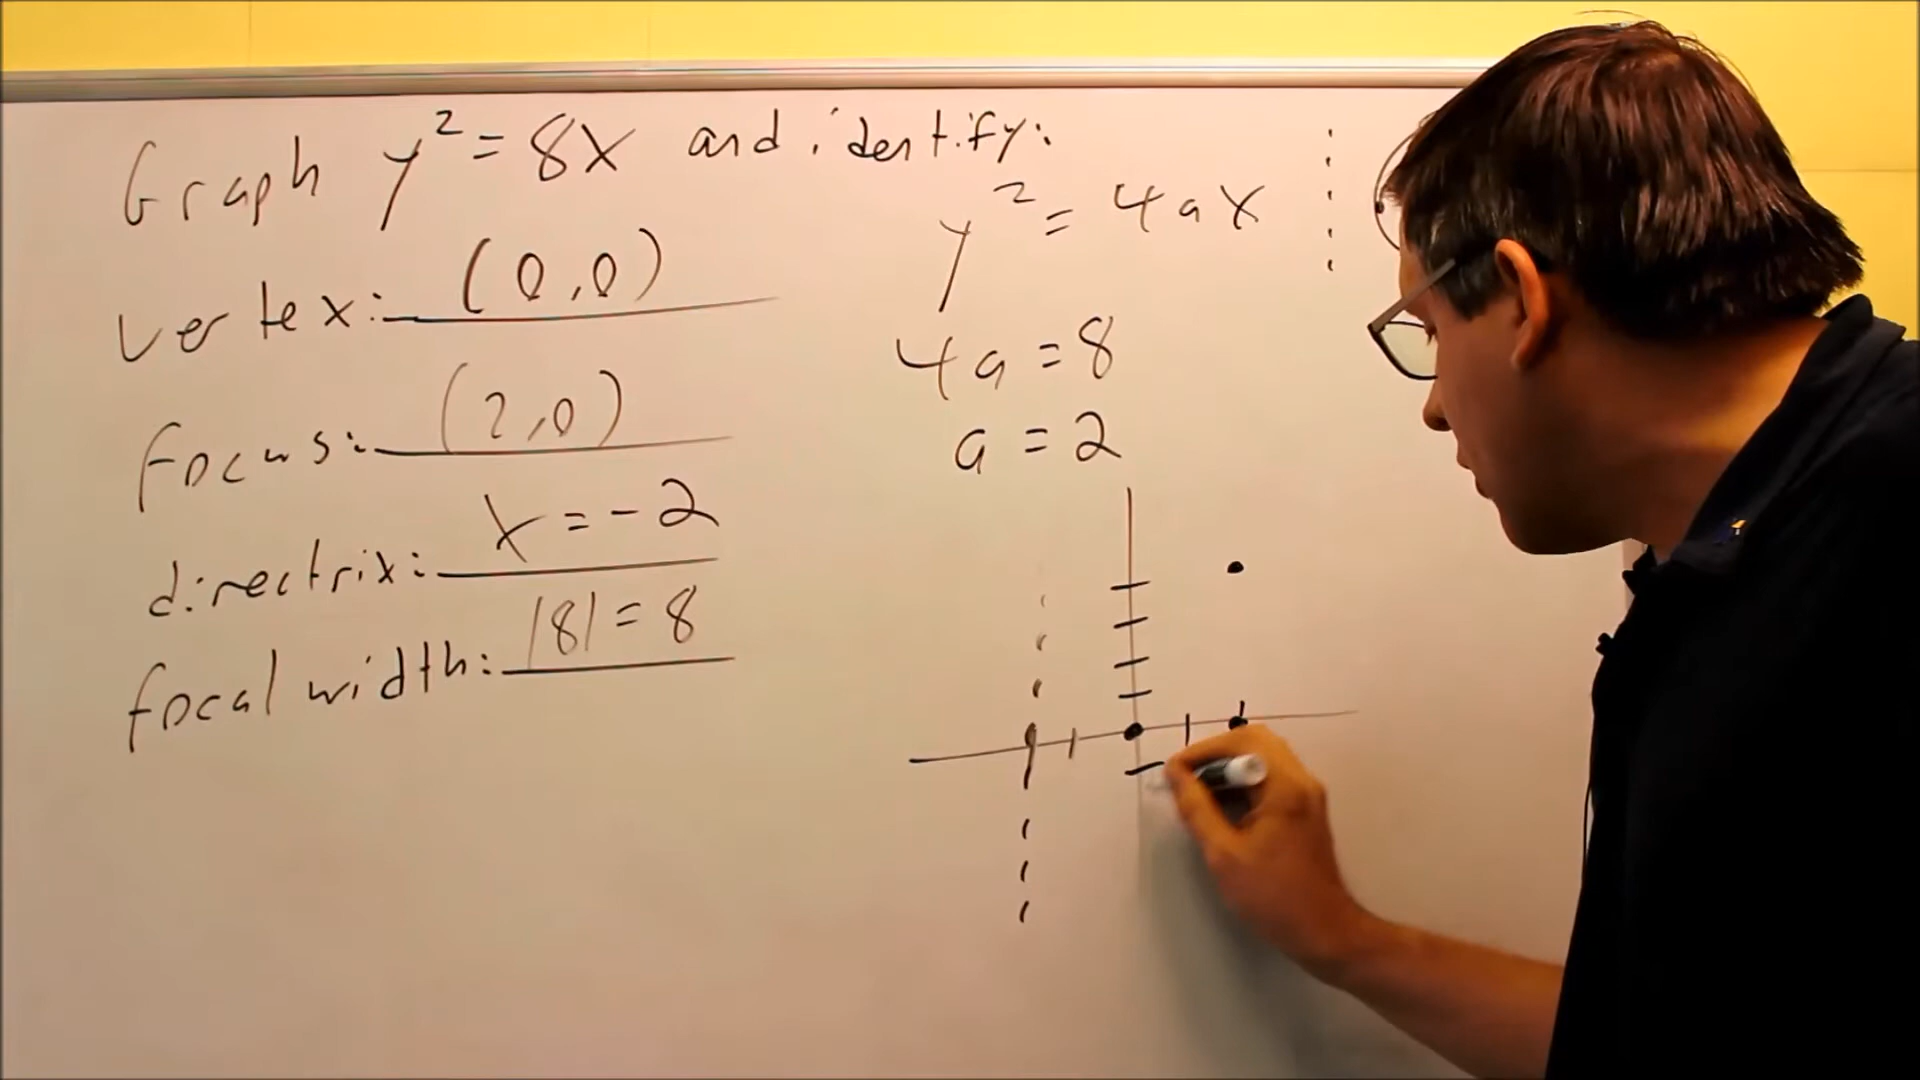 Graph y² = 8x and identify:
vertex: (0,0)
focus: (2,0)
directrix: x = -2
focal width: |8| = 8
y² = 4ax
4a = 8
a = 2